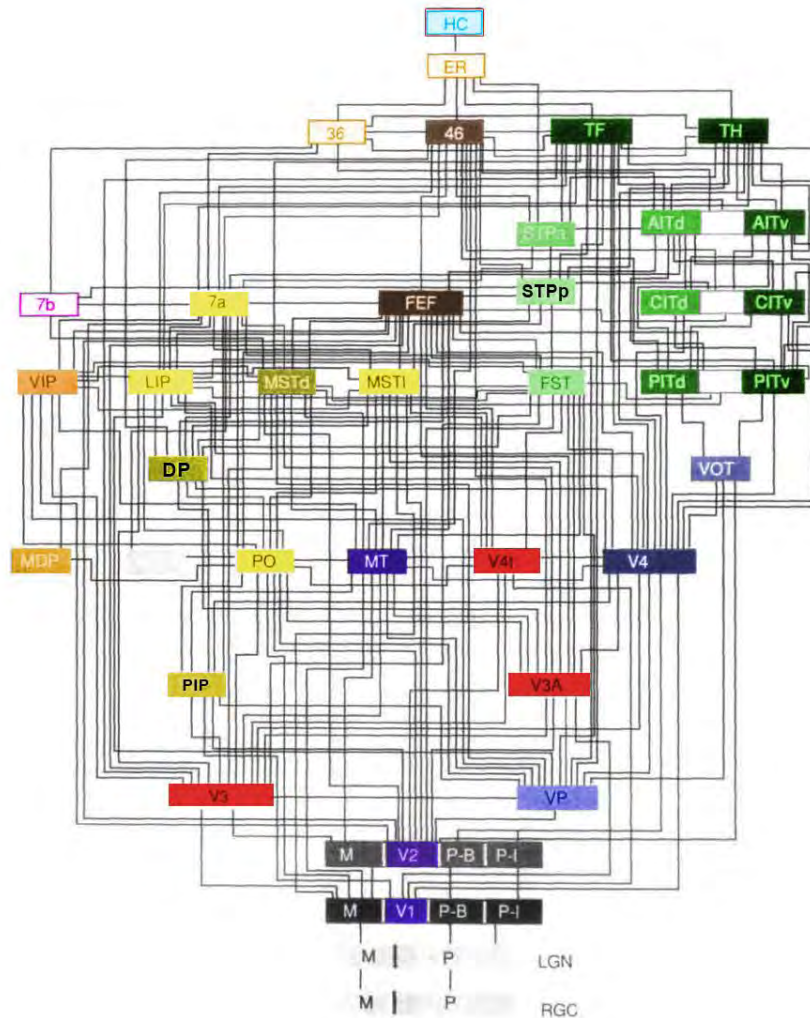 HC
ER
36 46 TF TH
STPa AITd AITv
7b 7a FEF STPp CITd CITv
VIP LIP MSTd MSTl FST PITd PITv
DP VOT
MDP PO MT V4t V4
PIP V3A
V3 VP
M V2 P-B P-I
M V1 P-B P-I
M P LGN
M P RGC